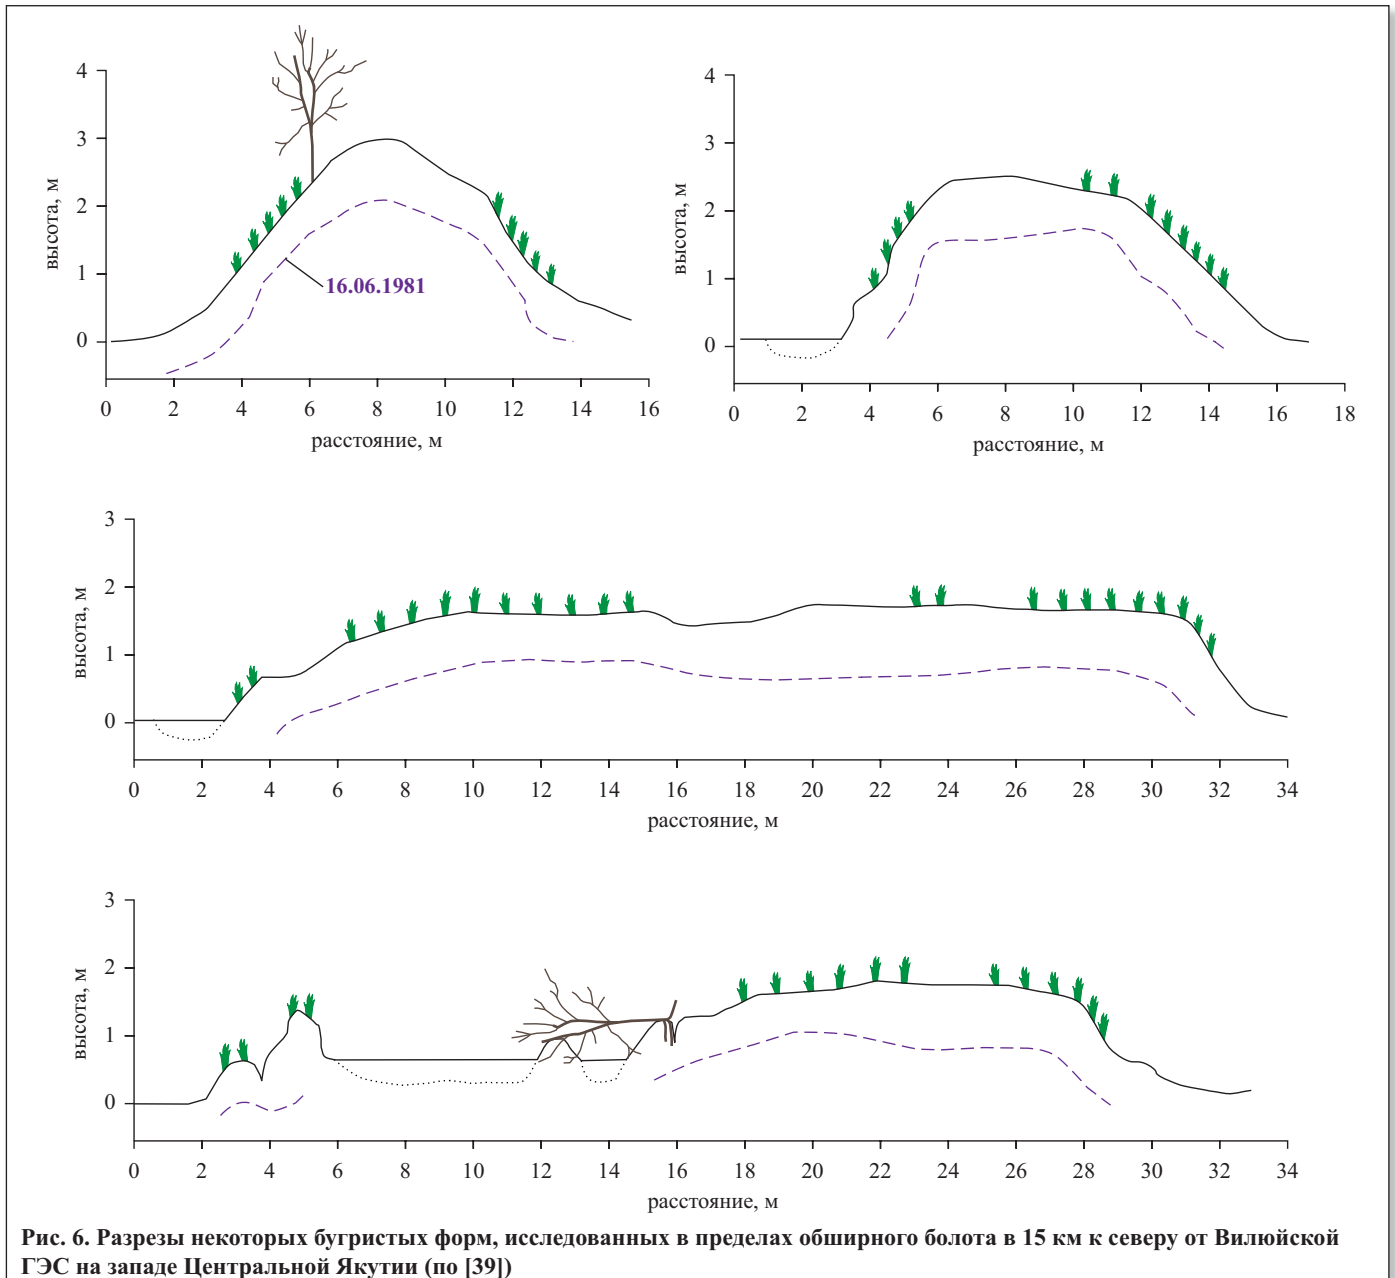 4
3
2
1
0
высота, м
16.06.1981
0 2 4 6 8 10 12 14 16
расстояние, м
4
3
2
1
0
высота, м
0 2 4 6 8 10 12 14 16 18
расстояние, м
3
2
1
0
высота, м
0 2 4 6 8 10 12 14 16 18 20 22 24 26 28 30 32 34
расстояние, м
3
2
1
0
высота, м
0 2 4 6 8 10 12 14 16 18 20 22 24 26 28 30 32 34
расстояние, м
Рис. 6. Разрезы некоторых бугристых форм, исследованных в пределах обширного болота в 15 км к северу от Вилюйской
ГЭС на западе Центральной Якутии (по [39])